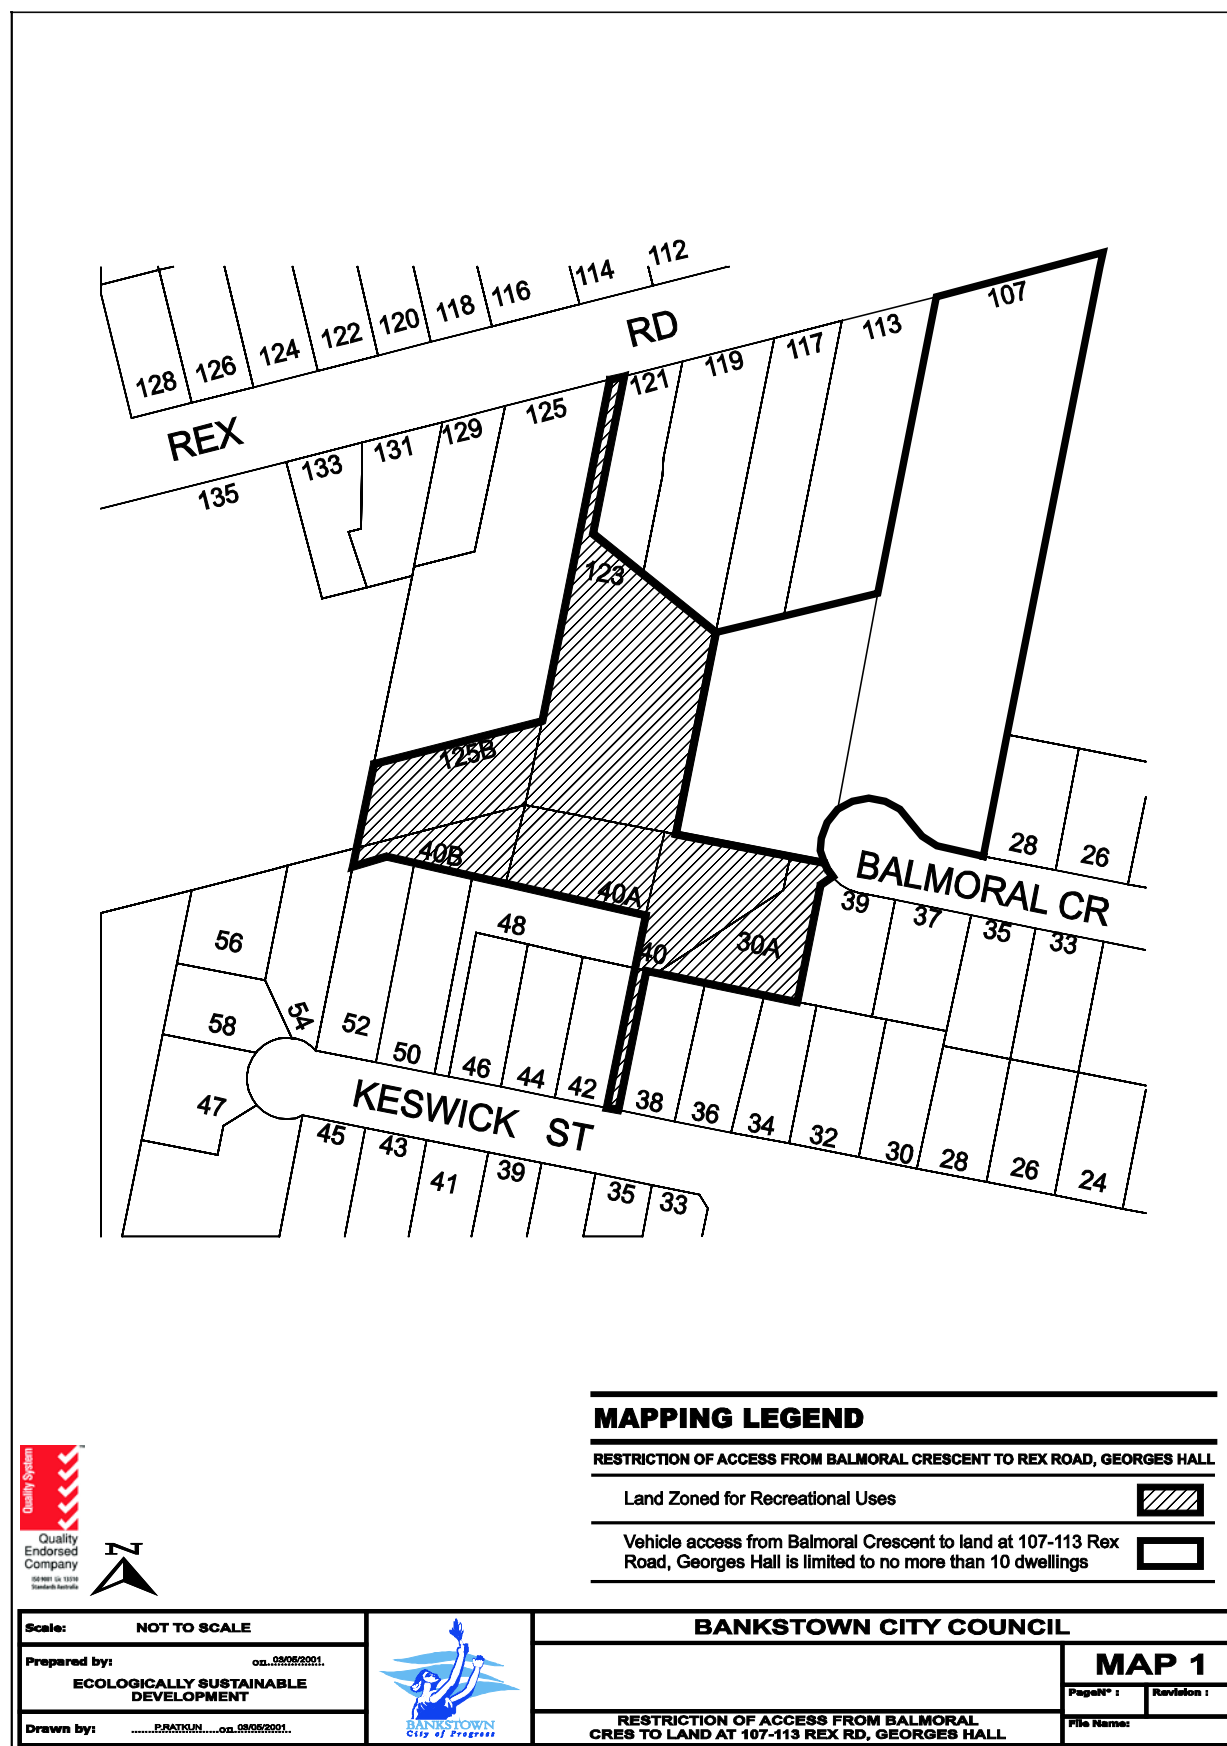 112
114
116
118
120
122
124
126
128
REX RD
107
113
117
119
121
125
129
131
133
135
123
125B
40B
40A
40
30A
28
26
BALMORAL CR
39
37
35
33
48
56
58
54
52
50
46
44
42
38
36
34
32
30
28
26
24
47
KESWICK ST
45
43
41
39
35
33
MAPPING LEGEND
RESTRICTION OF ACCESS FROM BALMORAL CRESCENT TO REX ROAD, GEORGES HALL
Land Zoned for Recreational Uses
Vehicle access from Balmoral Crescent to land at 107-113 Rex
Road, Georges Hall is limited to no more than 10 dwellings
Quality System
TM
Quality
Endorsed
Company
ISO 9001 Lic 13510
Standards Australia
N
Scale: NOT TO SCALE
Prepared by: on 03/05/2001
ECOLOGICALLY SUSTAINABLE
DEVELOPMENT
Drawn by: P.RATKUN on 03/05/2001
BANKSTOWN
City of Progress
BANKSTOWN CITY COUNCIL
MAP 1
PageNº :
Revision :
File Name:
RESTRICTION OF ACCESS FROM BALMORAL
CRES TO LAND AT 107-113 REX RD, GEORGES HALL